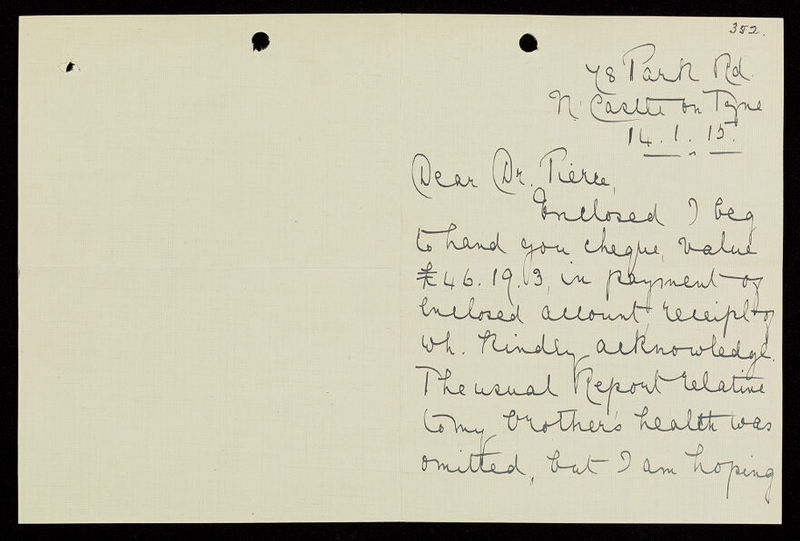 352.
78 Park Rd.
N. Castle on Tyne
14. 1. 15.
Dear Dr. Pierce,
Enclosed I beg
to hand you cheque, value
£46. 19. 3, in payment of
Enclosed account, receipt of
wh. kindly acknowledge.
The usual Report relative
to my brother's health was
omitted, but I am hoping